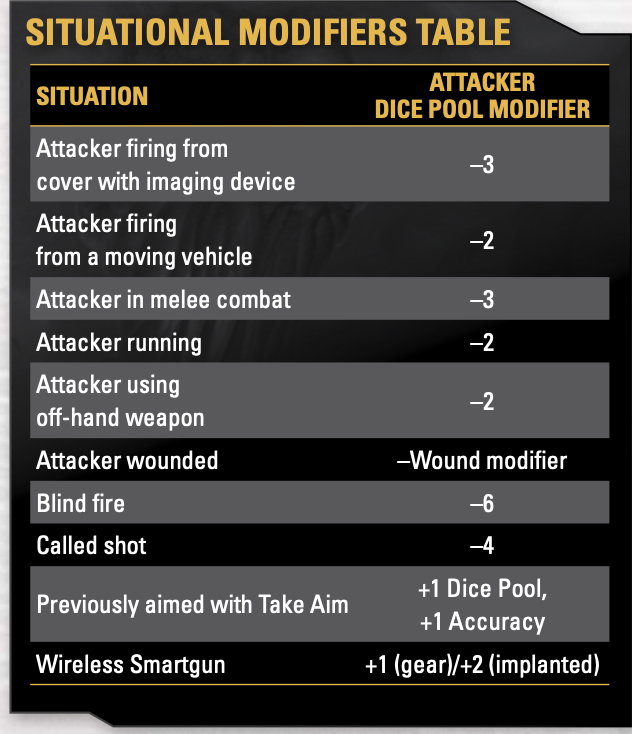 SITUATIONAL MODIFIERS TABLE
SITUATION
ATTACKER
DICE POOL MODIFIER
Attacker firing from
cover with imaging device
–3
Attacker firing
from a moving vehicle
–2
Attacker in melee combat
–3
Attacker running
–2
Attacker using
off-hand weapon
–2
Attacker wounded
–Wound modifier
Blind fire
–6
Called shot
–4
Previously aimed with Take Aim
+1 Dice Pool,
+1 Accuracy
Wireless Smartgun
+1 (gear)/+2 (implanted)